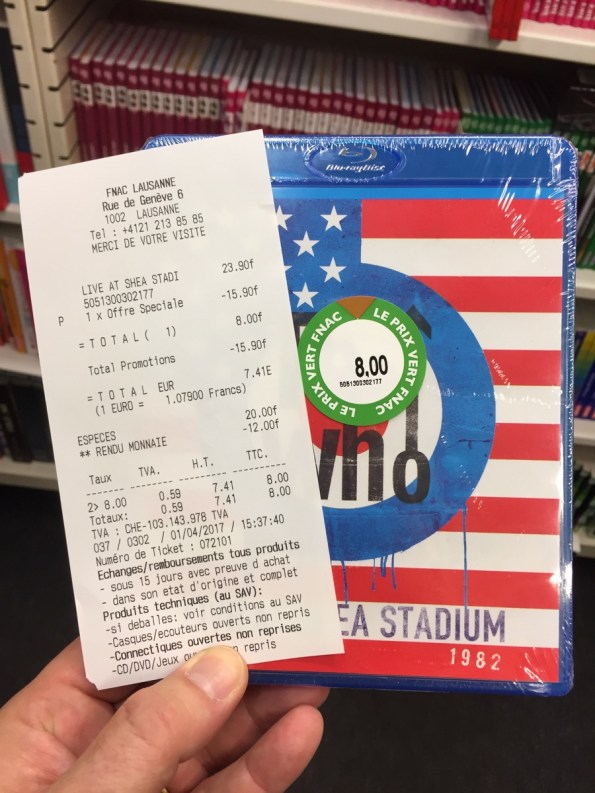 FNAC LAUSANNE
Rue de Genève 6
1002 LAUSANNE
Tel : +4121 213 85 85
MERCI DE VOTRE VISITE
LIVE AT SHEA STADI 23.90f
5051300302177
P 1 x Offre Speciale -15.90f
=TOTAL( 1) 8.00f
Total Promotions -15.90f
=TOTAL EUR 7.41E
(1 EURO = 1.07900 Francs)
ESPECES 20.00f
** RENDU MONNAIE -12.00f
Taux TVA. H.T. TTC.
2> 8.00 0.59 7.41 8.00
Totaux: 0.59 7.41 8.00
TVA : CHE-103.143.978 TVA
037 / 0302 / 01/04/2017 / 15:37:40
Numéro de Ticket : 072101
Echanges/remboursements tous produits
- sous 15 jours avec preuve d achat
- dans son etat d'origine et complet
Produits techniques (au SAV):
-si deballes: voir conditions au SAV
-Casques/ecouteurs ouverts non repris
-Connectiques ouvertes non reprises
-CD/DVD/Jeux non repris
Blu-ray Disc
LE PRIX VERT FNAC
LE PRIX VERT FNAC
8.00
5051300302177
Who
EA STADIUM
1982